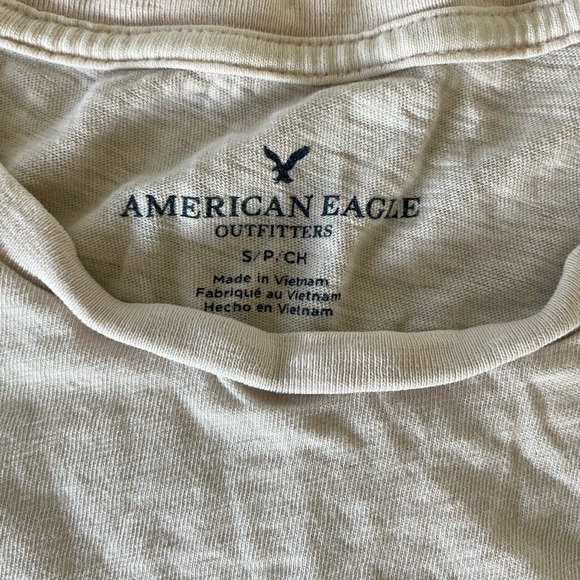 AMERICAN EAGLE
OUTFITTERS
S/P/CH
Made in Vietnam
Fabriqué au Vietnam
Hecho en Vietnam